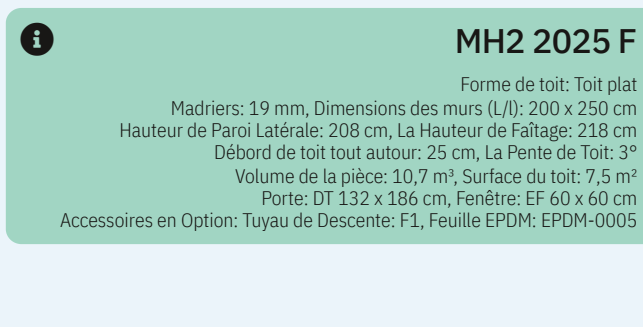 MH2 2025 F
Forme de toit: Toit plat
Madriers: 19 mm, Dimensions des murs (L/l): 200 x 250 cm
Hauteur de Paroi Latérale: 208 cm, La Hauteur de Faîtage: 218 cm
Débord de toit tout autour: 25 cm, La Pente de Toit: 3°
Volume de la pièce: 10,7 m³, Surface du toit: 7,5 m²
Porte: DT 132 x 186 cm, Fenêtre: EF 60 x 60 cm
Accessoires en Option: Tuyau de Descente: F1, Feuille EPDM: EPDM-0005